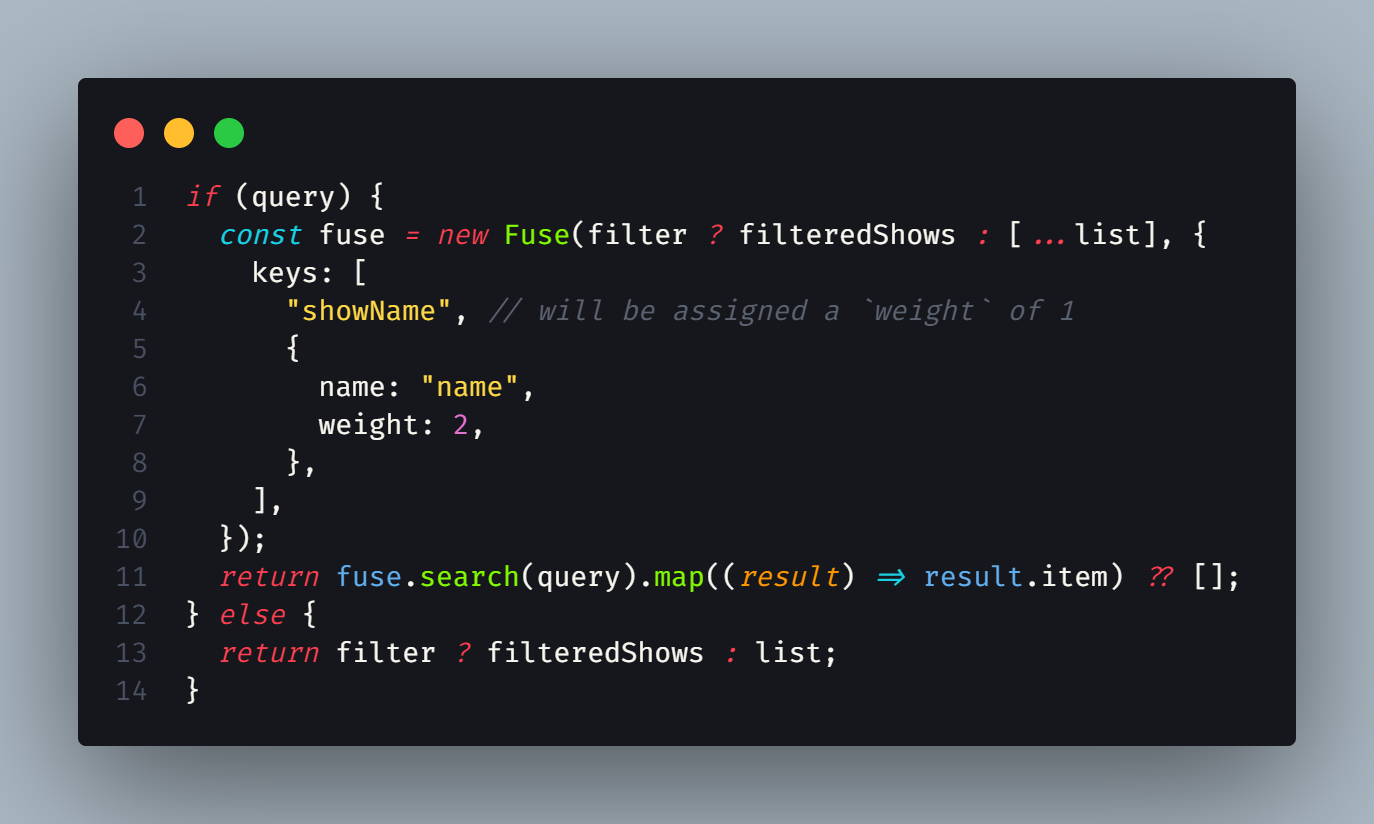 1 if (query) {
2   const fuse = new Fuse(filter ? filteredShows : [...list], {
3     keys: [
4       "showName", // will be assigned a `weight` of 1
5       {
6         name: "name",
7         weight: 2,
8       },
9     ],
10   });
11   return fuse.search(query).map((result) => result.item) ?? [];
12 } else {
13   return filter ? filteredShows : list;
14 }